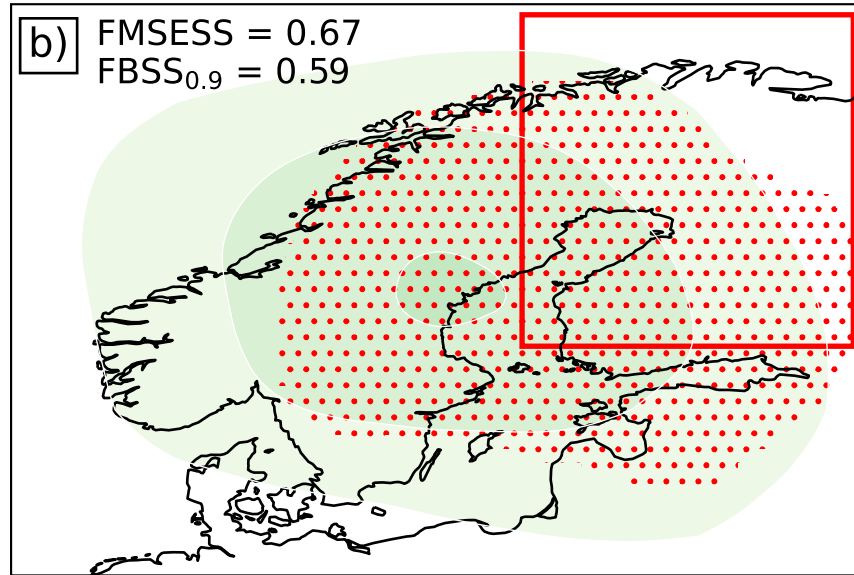 b)
FMSESS = 0.67
FBSS0.9 = 0.59